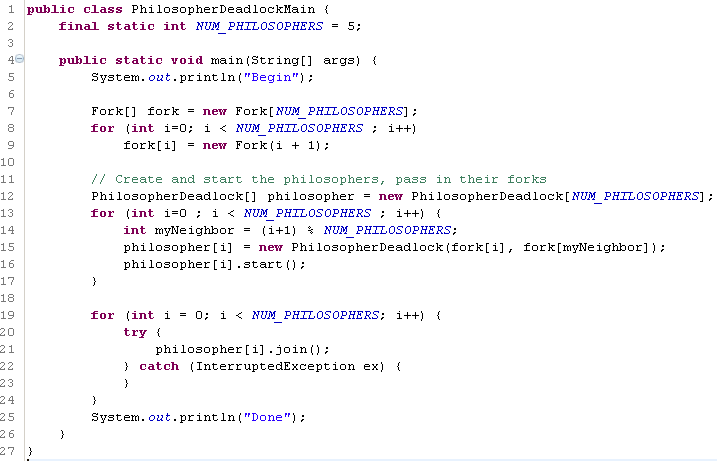 1 public class PhilosopherDeadlockMain {
2     final static int NUM_PHILOSOPHERS = 5;
3
4     public static void main(String[] args) {
5         System.out.println("Begin");
6
7         Fork[] fork = new Fork[NUM_PHILOSOPHERS];
8         for (int i=0; i < NUM_PHILOSOPHERS ; i++)
9             fork[i] = new Fork(i + 1);
10
11         // Create and start the philosophers, pass in their forks
12         PhilosopherDeadlock[] philosopher = new PhilosopherDeadlock[NUM_PHILOSOPHERS];
13         for (int i=0 ; i < NUM_PHILOSOPHERS ; i++) {
14             int myNeighbor = (i+1) % NUM_PHILOSOPHERS;
15             philosopher[i] = new PhilosopherDeadlock(fork[i], fork[myNeighbor]);
16             philosopher[i].start();
17         }
18
19         for (int i = 0; i < NUM_PHILOSOPHERS; i++) {
20             try {
21                 philosopher[i].join();
22             } catch (InterruptedException ex) {
23             }
24         }
25         System.out.println("Done");
26     }
27 }